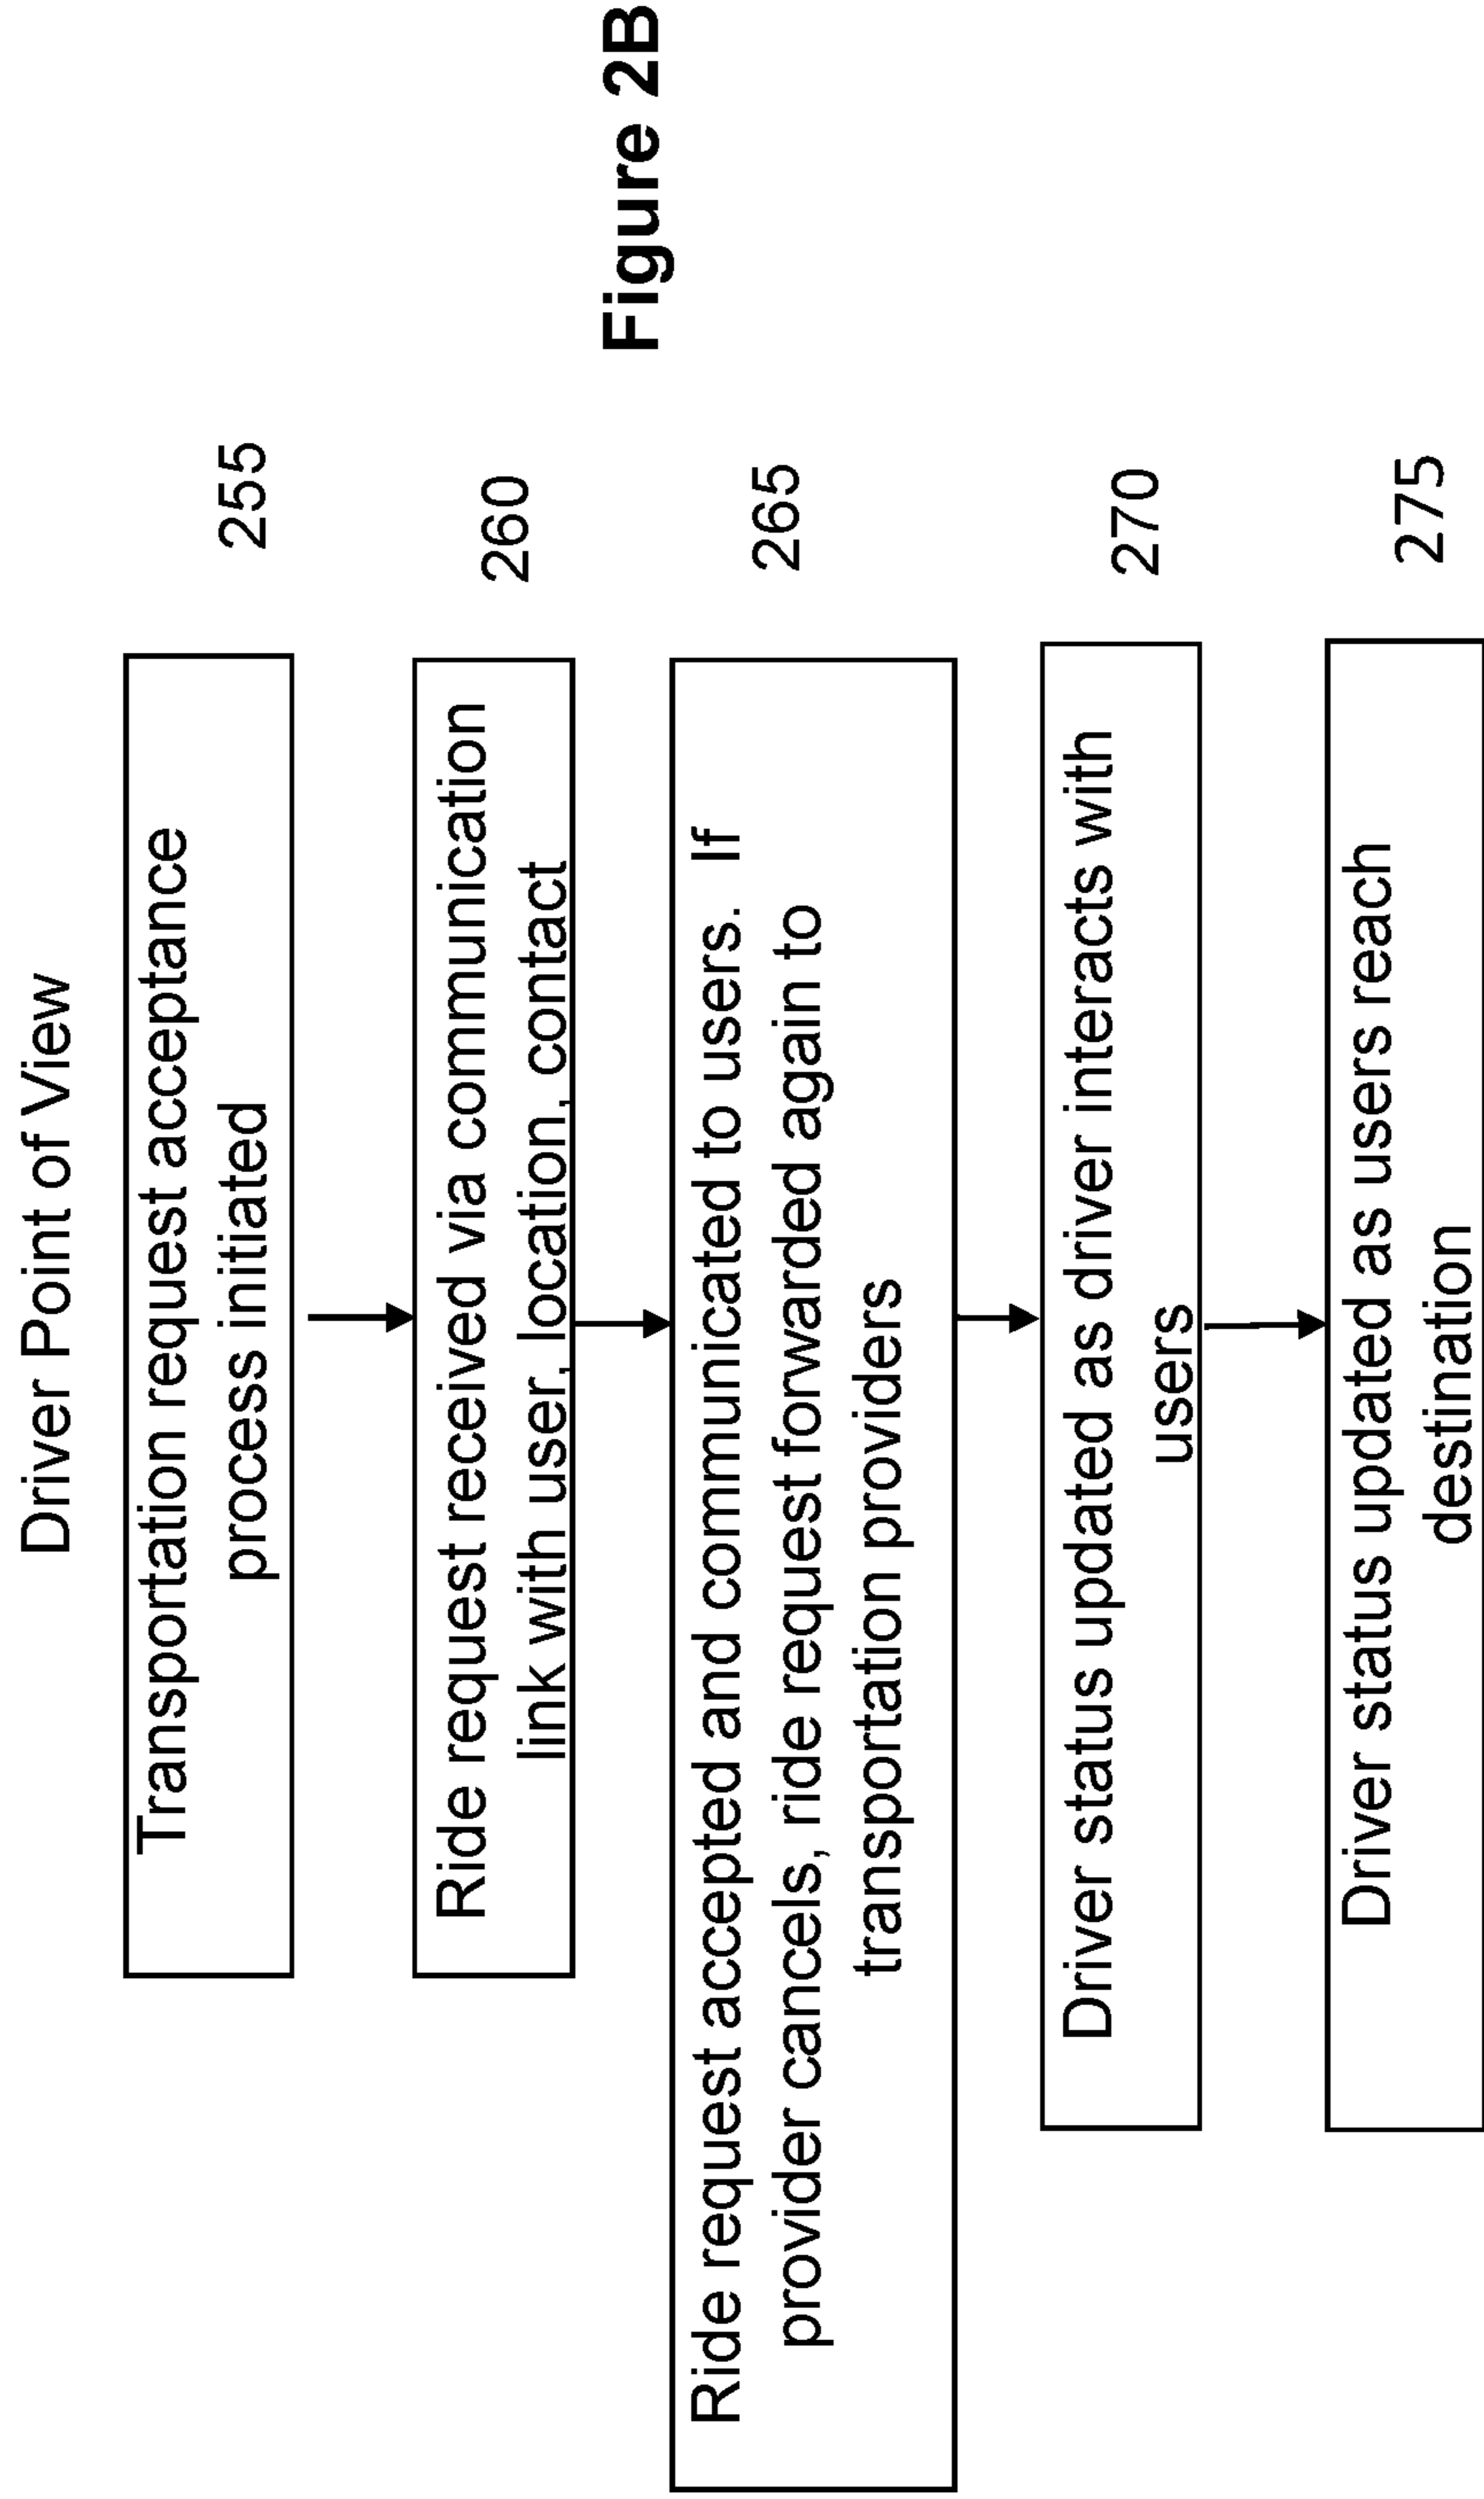 Driver Point of View
Transportation request acceptance
process initiated
255
Ride request received via communication
link with user, location, contact
260
Ride request accepted and communicated to users.  If
provider cancels, ride request forwarded again to
transportation providers
265
Driver status updated as driver interacts with
users
270
Driver status updated as users reach
destination
275
Figure 2B